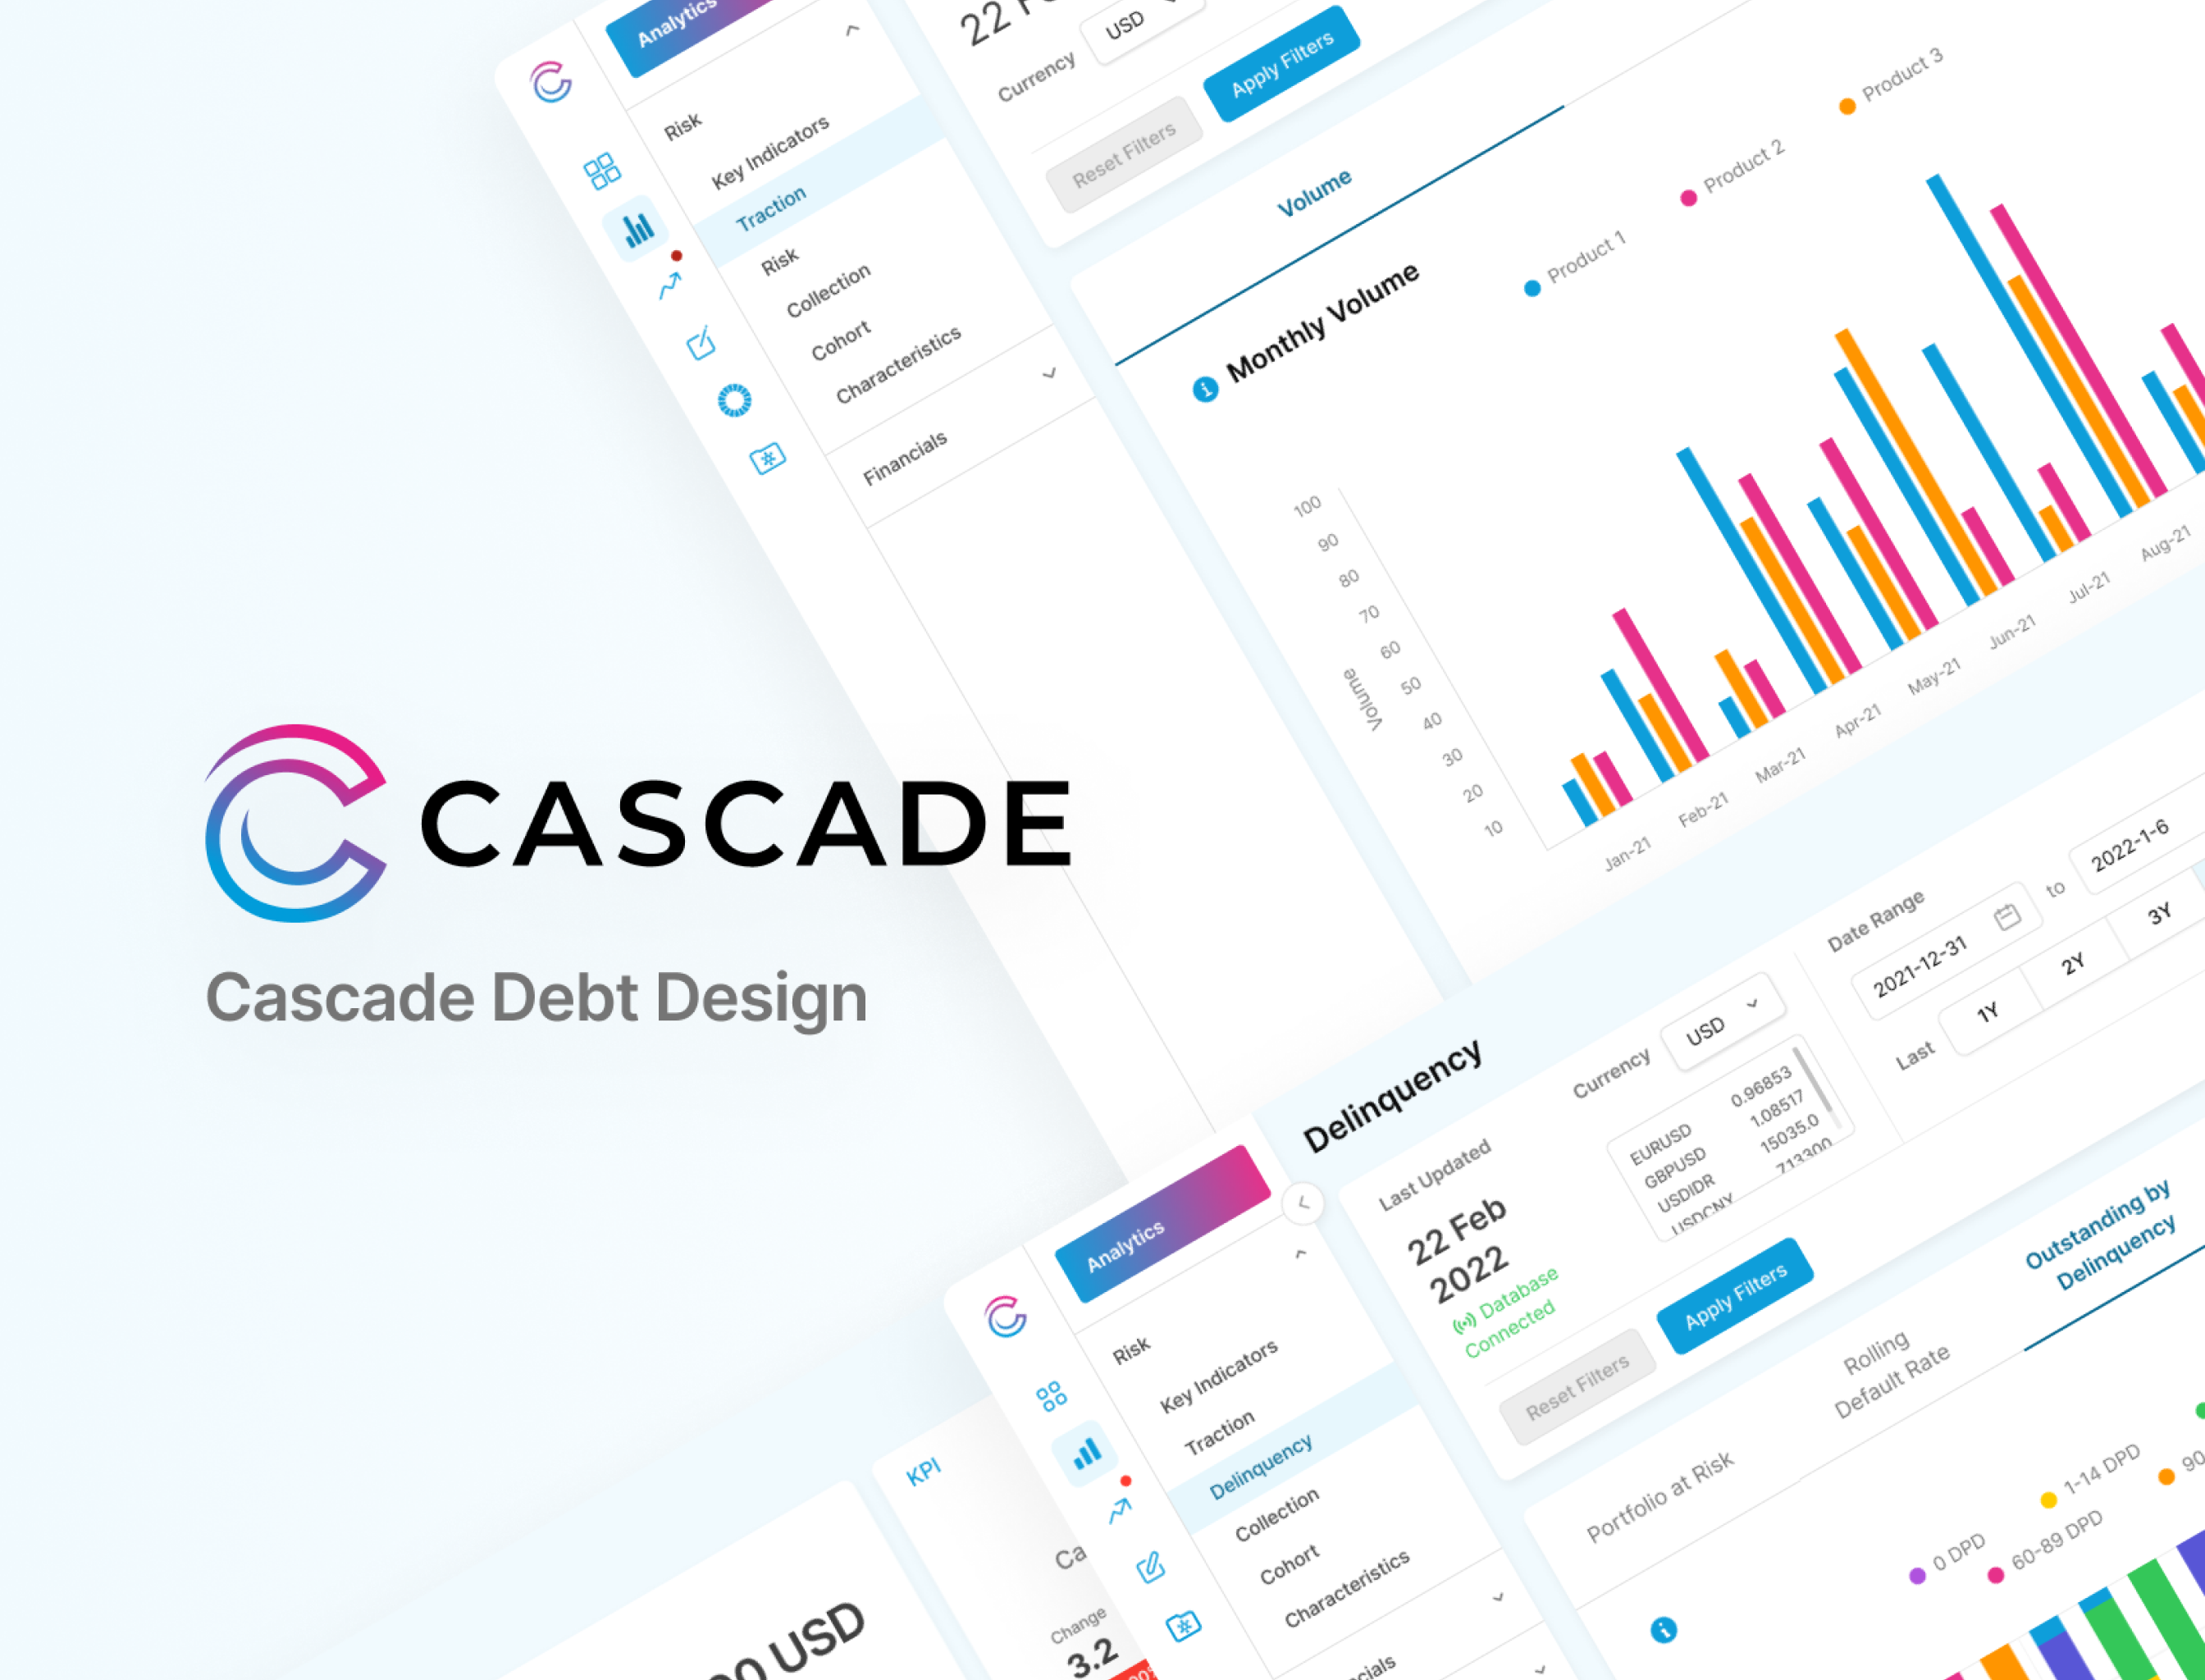 CASCADE
Cascade Debt Design
Analytics
Risk
Key Indicators
Traction
Risk
Collection
Cohort
Characteristics
Financials
22
Currency
USD
Reset Filters
Apply Filters
Volume
Monthly Volume
Product 1
Product 2
Product 3
Volume
100
90
80
70
60
50
40
30
20
10
Jan-21
Feb-21
Mar-21
Apr-21
May-21
Jun-21
Jul-21
Aug-21
Analytics
Risk
Key Indicators
Traction
Delinquency
Collection
Cohort
Characteristics
Delinquency
Last Updated
22 Feb
2022
Database
Connected
Currency
USD
EURUSD 0.96853
GBPUSD 1.08517
USDIDR 15035.0
USDCNY 7.13300
Date Range
2021-12-31
to
2022-1-6
Last
1Y
2Y
3Y
Reset Filters
Apply Filters
Portfolio at Risk
Rolling
Default Rate
Outstanding by
Delinquency
0 DPD
1-14 DPD
60-89 DPD
90
KPI
Ca
Change
3.2
USD